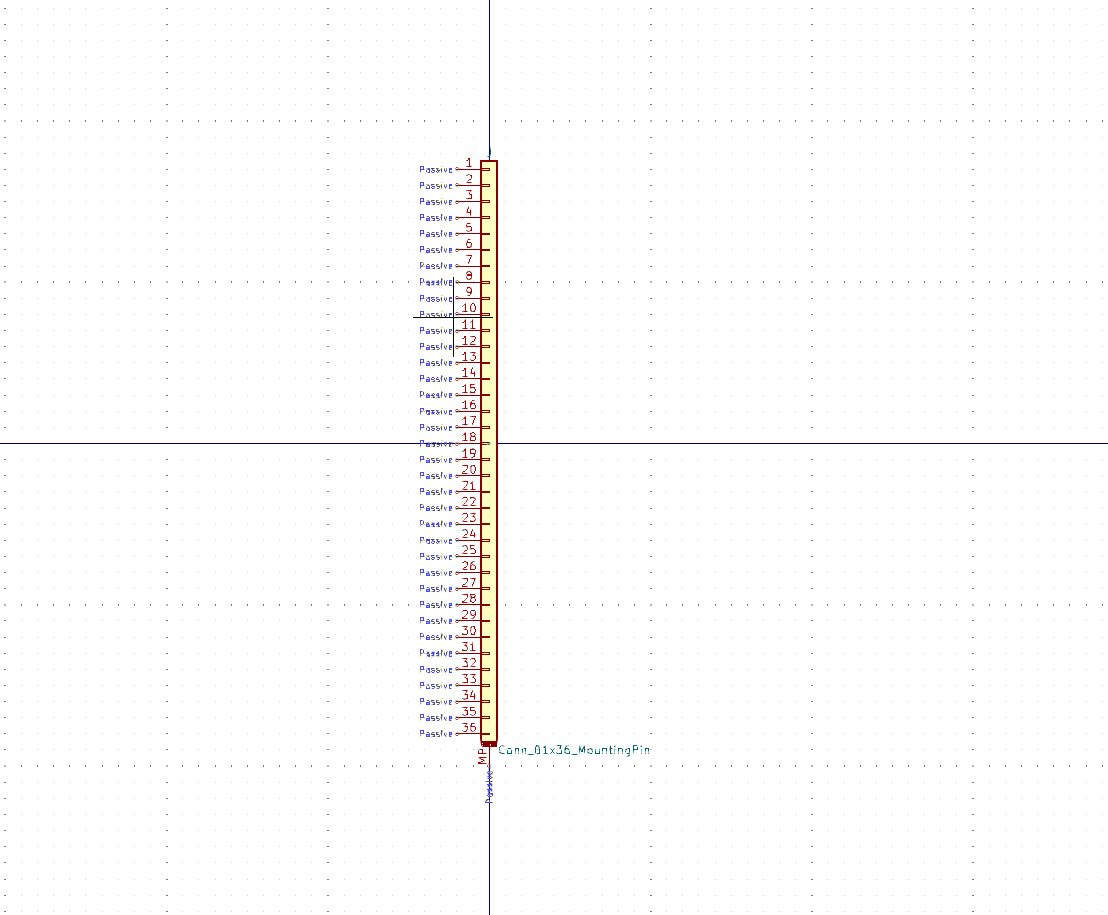 J
Passive 1
Passive 2
Passive 3
Passive 4
Passive 5
Passive 6
Passive 7
Passive 8
Passive 9
Passive 10
Passive 11
Passive 12
Passive 13
Passive 14
Passive 15
Passive 16
Passive 17
Passive 18
Passive 19
Passive 20
Passive 21
Passive 22
Passive 23
Passive 24
Passive 25
Passive 26
Passive 27
Passive 28
Passive 29
Passive 30
Passive 31
Passive 32
Passive 33
Passive 34
Passive 35
Passive 36
MP Conn_01x36_MountingPin
Passive